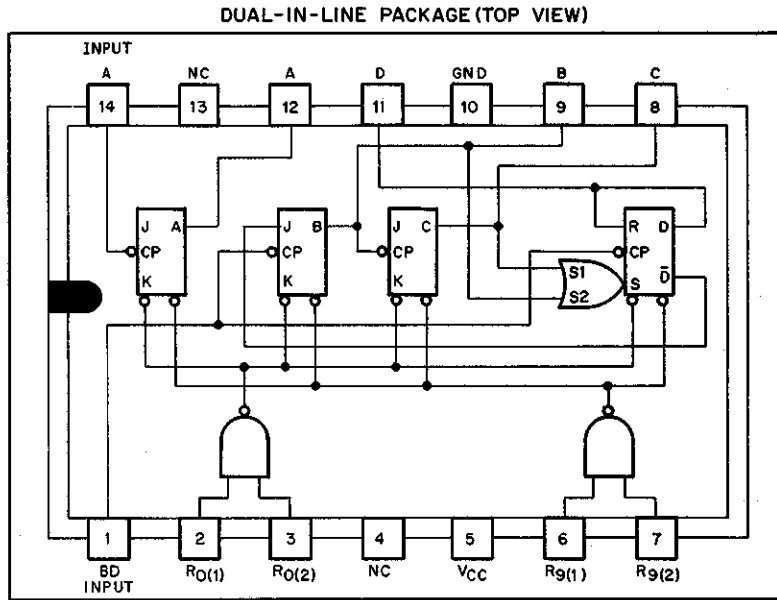 DUAL-IN-LINE PACKAGE (TOP VIEW)
INPUT
A NC A D GND B C
14 13 12 11 10 9 8
J A J B J C R D
CP CP CP CP
K K S1 S D̅
S2
1 2 3 4 5 6 7
BD R0(1) R0(2) NC VCC R9(1) R9(2)
INPUT